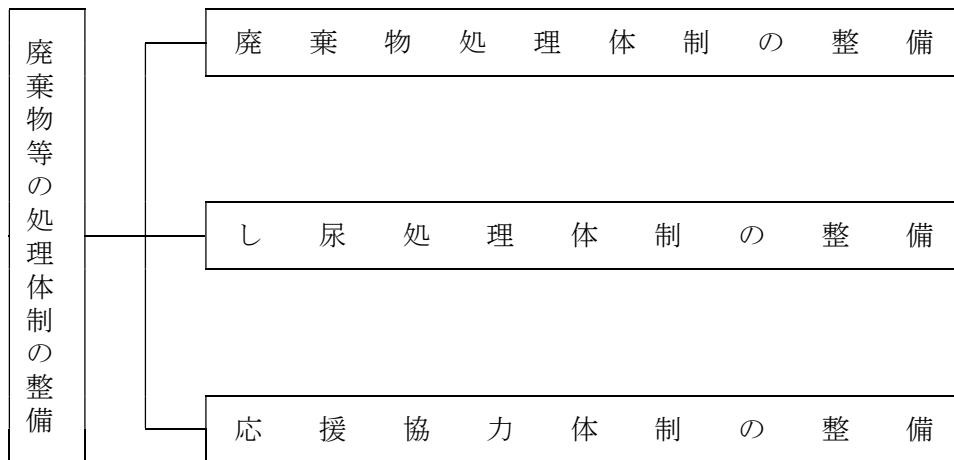 廃棄物等の処理体制の整備
廃棄物処理体制の整備
し尿処理体制の整備
応援協力体制の整備